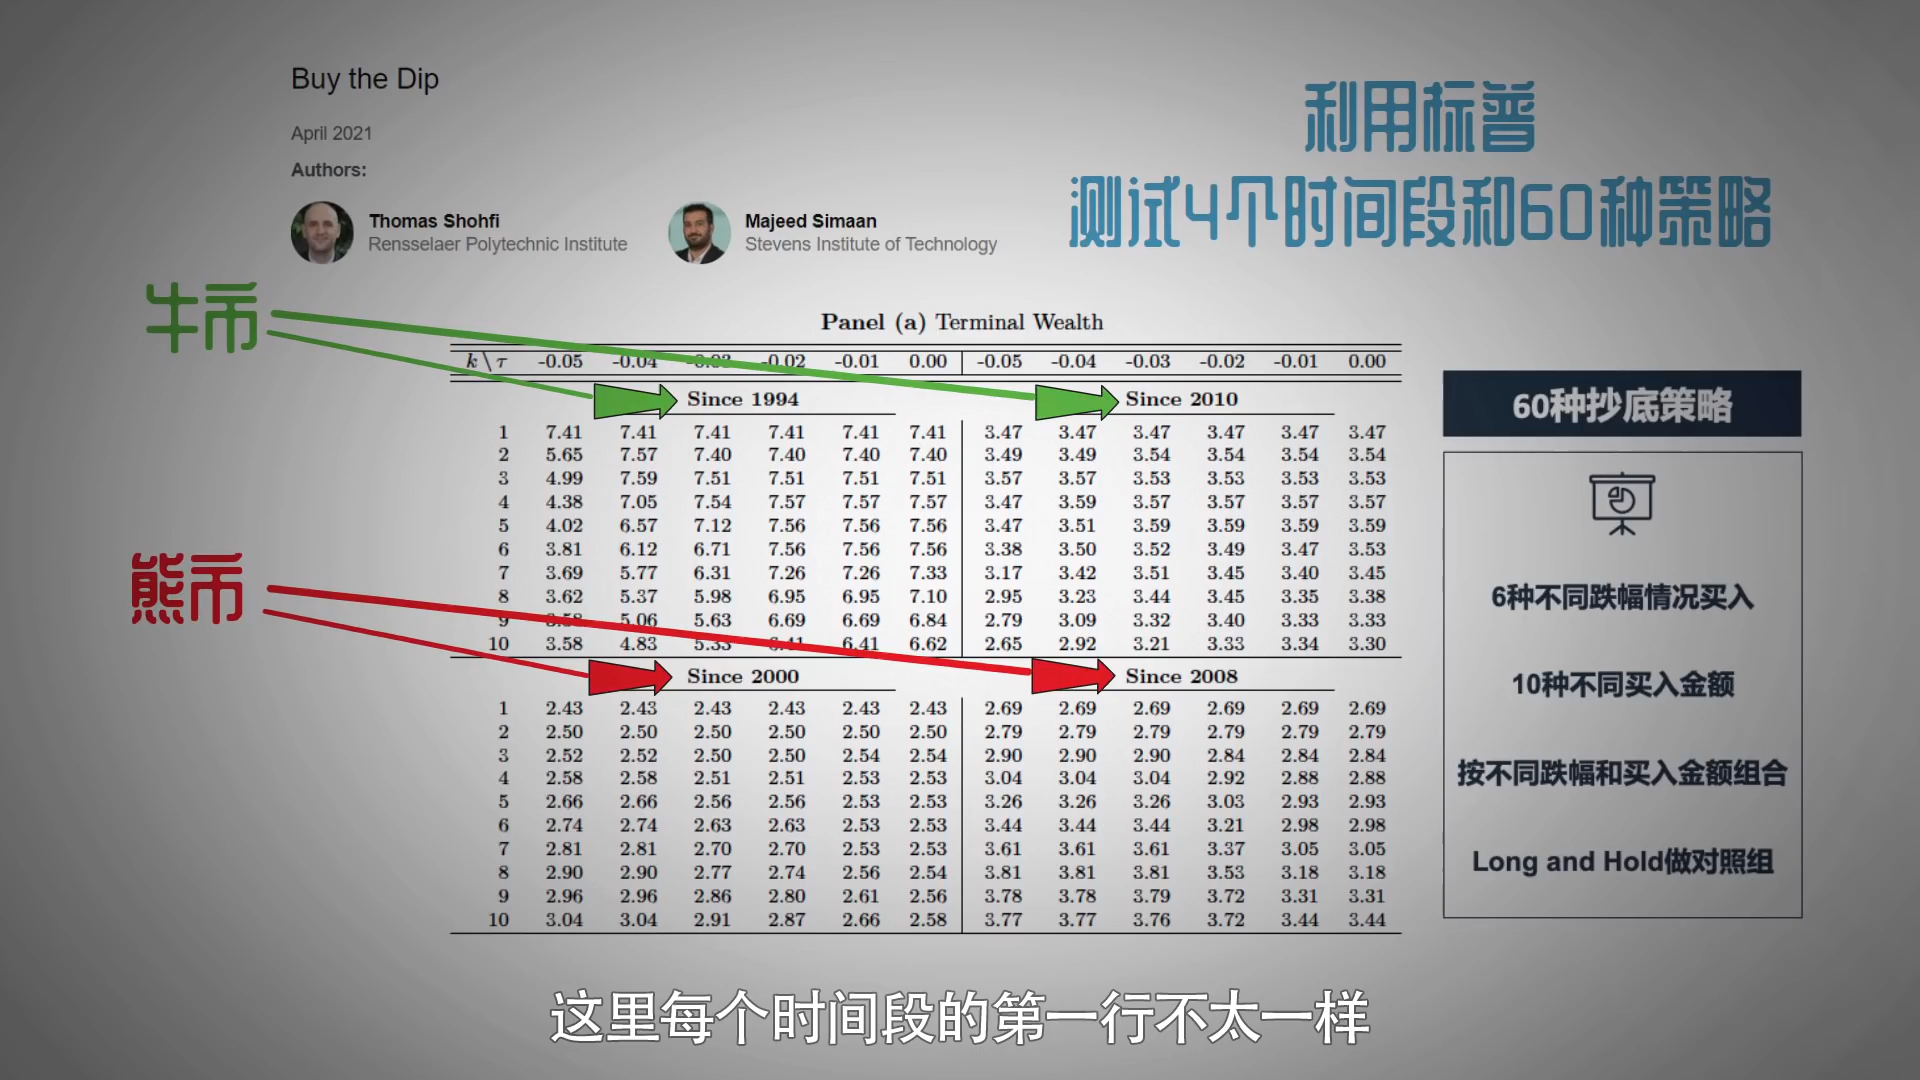 Buy the Dip
April 2021
Authors:
Thomas Shohfi
Rensselaer Polytechnic Institute
Majeed Simaan
Stevens Institute of Technology
利用标普
测试4个时间段和60种策略
牛市
熊市
Panel (a) Terminal Wealth
k \ τ -0.05 -0.04 -0.03 -0.02 -0.01 0.00 -0.05 -0.04 -0.03 -0.02 -0.01 0.00
Since 1994 Since 2010
1 7.41 7.41 7.41 7.41 7.41 7.41 3.47 3.47 3.47 3.47 3.47 3.47
2 5.65 7.57 7.40 7.40 7.40 7.40 3.49 3.49 3.54 3.54 3.54 3.54
3 4.99 7.59 7.51 7.51 7.51 7.51 3.57 3.57 3.53 3.53 3.53 3.53
4 4.38 7.05 7.54 7.57 7.57 7.57 3.47 3.59 3.57 3.57 3.57 3.57
5 4.02 6.57 7.12 7.56 7.56 7.56 3.47 3.51 3.59 3.59 3.59 3.59
6 3.81 6.12 6.71 7.56 7.56 7.56 3.38 3.50 3.52 3.49 3.47 3.53
7 3.69 5.77 6.31 7.26 7.26 7.33 3.17 3.42 3.51 3.45 3.40 3.45
8 3.62 5.37 5.98 6.95 6.95 7.10 2.95 3.23 3.44 3.45 3.35 3.38
9 3.58 5.06 5.63 6.69 6.69 6.84 2.79 3.09 3.32 3.40 3.33 3.33
10 3.58 4.83 5.33 6.41 6.41 6.62 2.65 2.92 3.21 3.33 3.34 3.30
Since 2000 Since 2008
1 2.43 2.43 2.43 2.43 2.43 2.43 2.69 2.69 2.69 2.69 2.69 2.69
2 2.50 2.50 2.50 2.50 2.50 2.50 2.79 2.79 2.79 2.79 2.79 2.79
3 2.52 2.52 2.50 2.50 2.54 2.54 2.90 2.90 2.90 2.84 2.84 2.84
4 2.58 2.58 2.51 2.51 2.53 2.53 3.04 3.04 3.04 2.92 2.88 2.88
5 2.66 2.66 2.56 2.56 2.53 2.53 3.26 3.26 3.26 3.03 2.93 2.93
6 2.74 2.74 2.63 2.63 2.53 2.53 3.44 3.44 3.44 3.21 2.98 2.98
7 2.81 2.81 2.70 2.70 2.53 2.53 3.61 3.61 3.61 3.37 3.05 3.05
8 2.90 2.90 2.77 2.74 2.56 2.54 3.81 3.81 3.81 3.53 3.18 3.18
9 2.96 2.96 2.86 2.80 2.61 2.56 3.78 3.78 3.79 3.72 3.31 3.31
10 3.04 3.04 2.91 2.87 2.66 2.58 3.77 3.77 3.76 3.72 3.44 3.44
60种抄底策略
6种不同跌幅情况买入
10种不同买入金额
按不同跌幅和买入金额组合
Long and Hold做对照组
这里每个时间段的第一行不太一样